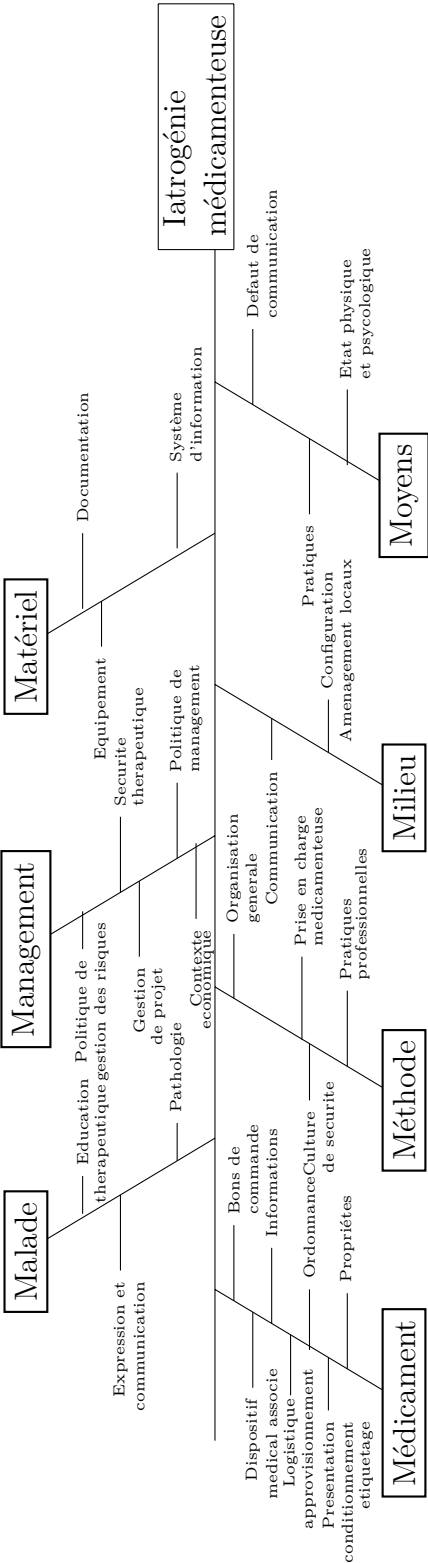 Iatrogénie
médicamenteuse
Malade
Education
therapeutique
Expression et
communication
Pathologie
Management
Politique de
gestion des risques
Securite
therapeutique
Gestion
de projet
Politique de
management
Contexte
economique
Matériel
Documentation
Equipement
Système
d'information
Médicament
Bons de
commande
Dispositif
medical associe
Informations
Logistique
approvisionnement
Ordonnance
Presentation
conditionnement
etiquetage
Propriétes
Méthode
Organisation
generale
Prise en charge
medicamenteuse
Culture
de securite
Pratiques
professionnelles
Milieu
Communication
Configuration
Amenagement locaux
Moyens
Defaut de
communication
Pratiques
Etat physique
et psycologique